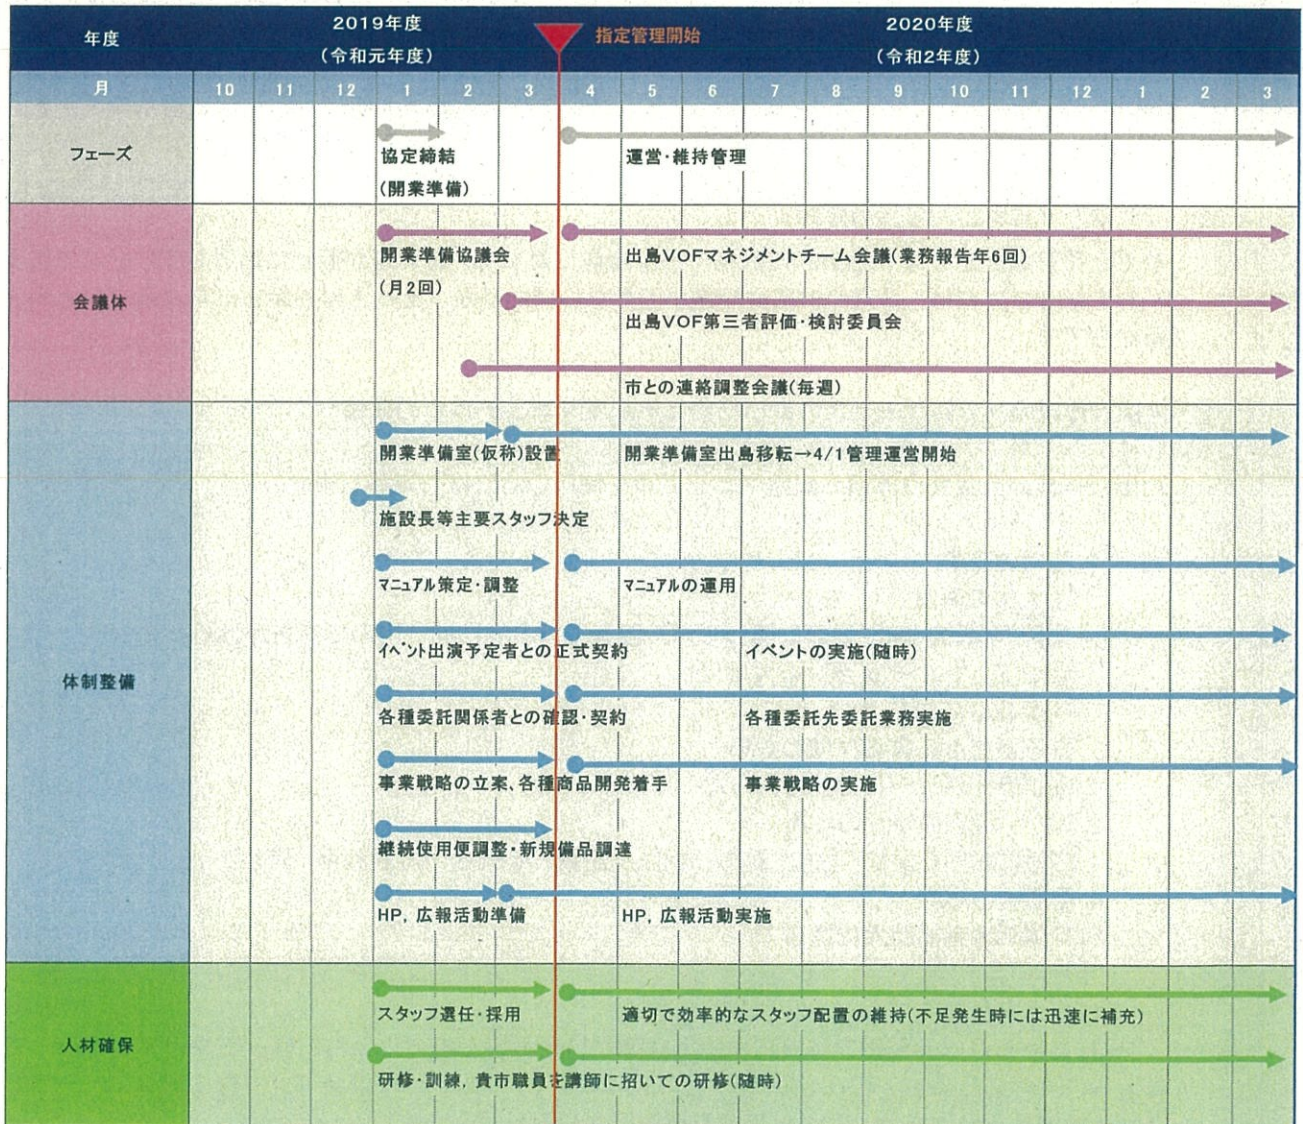 年度
2019年度
(令和元年度)
指定管理開始
2020年度
(令和2年度)
月
10 11 12 1 2 3 4 5 6 7 8 9 10 11 12 1 2 3
フェーズ
協定締結
(開業準備)
運営・維持管理
会議体
開業準備協議会
(月2回)
出島VOFマネジメントチーム会議(業務報告年6回)
出島VOF第三者評価・検討委員会
市との連絡調整会議(毎週)
体制整備
開業準備室(仮称)設置
開業準備室出島移転→4/1管理運営開始
施設長等主要スタッフ決定
マニュアル策定・調整
マニュアルの運用
イベント出演予定者との正式契約
イベントの実施(随時)
各種委託関係者との確認・契約
各種委託先委託業務実施
事業戦略の立案、各種商品開発着手
事業戦略の実施
継続使用便調整・新規備品調達
HP, 広報活動準備
HP, 広報活動実施
人材確保
スタッフ選任・採用
適切で効率的なスタッフ配置の維持(不足発生時には迅速に補充)
研修・訓練, 貴市職員を講師に招いての研修(随時)